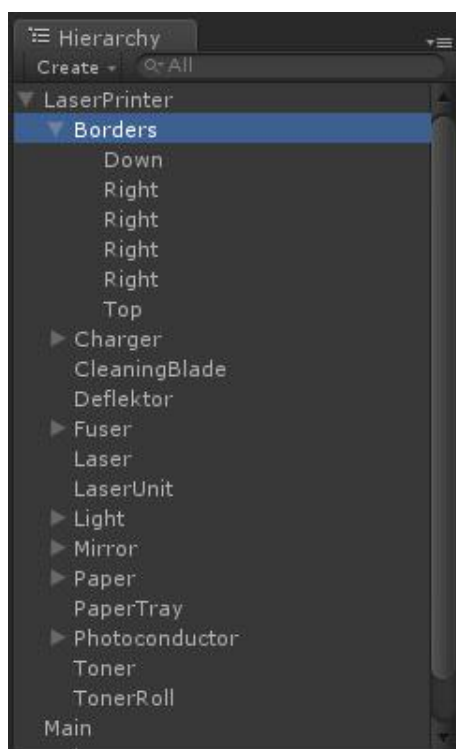 Hierarchy
Create All
LaserPrinter
Borders
Down
Right
Right
Right
Right
Top
Charger
CleaningBlade
Deflektor
Fuser
Laser
LaserUnit
Light
Mirror
Paper
PaperTray
Photoconductor
Toner
TonerRoll
Main